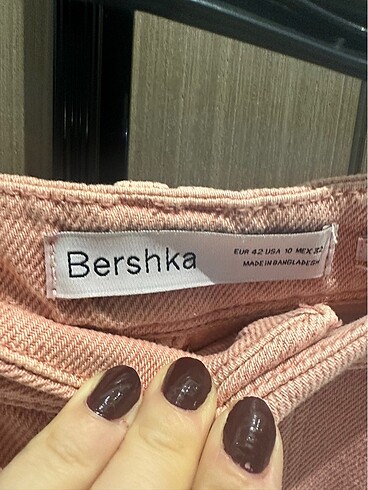 Bershka
EUR 42 USA 10 MEX 32
MADE IN BANGLADESH